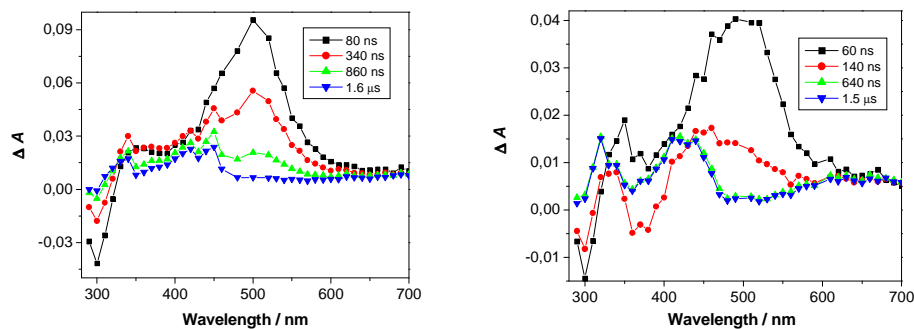 0,09
0,06
0,03
0,00
-0,03
Δ A
80 ns
340 ns
860 ns
1.6 μs
300 400 500 600 700
Wavelength / nm
0,04
0,03
0,02
0,01
0,00
-0,01
Δ A
60 ns
140 ns
640 ns
1.5 μs
300 400 500 600 700
Wavelength / nm